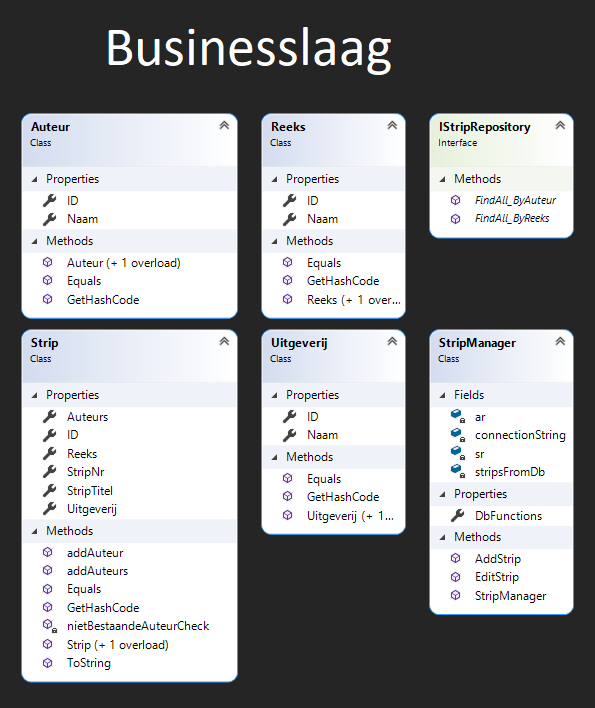 Businesslaag
Auteur
Class
Properties
ID
Naam
Methods
Auteur (+ 1 overload)
Equals
GetHashCode
Reeks
Class
Properties
ID
Naam
Methods
Equals
GetHashCode
Reeks (+ 1 over...
IStripRepository
Interface
Methods
FindAll_ByAuteur
FindAll_ByReeks
Strip
Class
Properties
Auteurs
ID
Reeks
StripNr
StripTitel
Uitgeverij
Methods
addAuteur
addAuteurs
Equals
GetHashCode
nietBestaandeAuteurCheck
Strip (+ 1 overload)
ToString
Uitgeverij
Class
Properties
ID
Naam
Methods
Equals
GetHashCode
Uitgeverij (+ 1...
StripManager
Class
Fields
ar
connectionString
sr
stripsFromDb
Properties
DbFunctions
Methods
AddStrip
EditStrip
StripManager